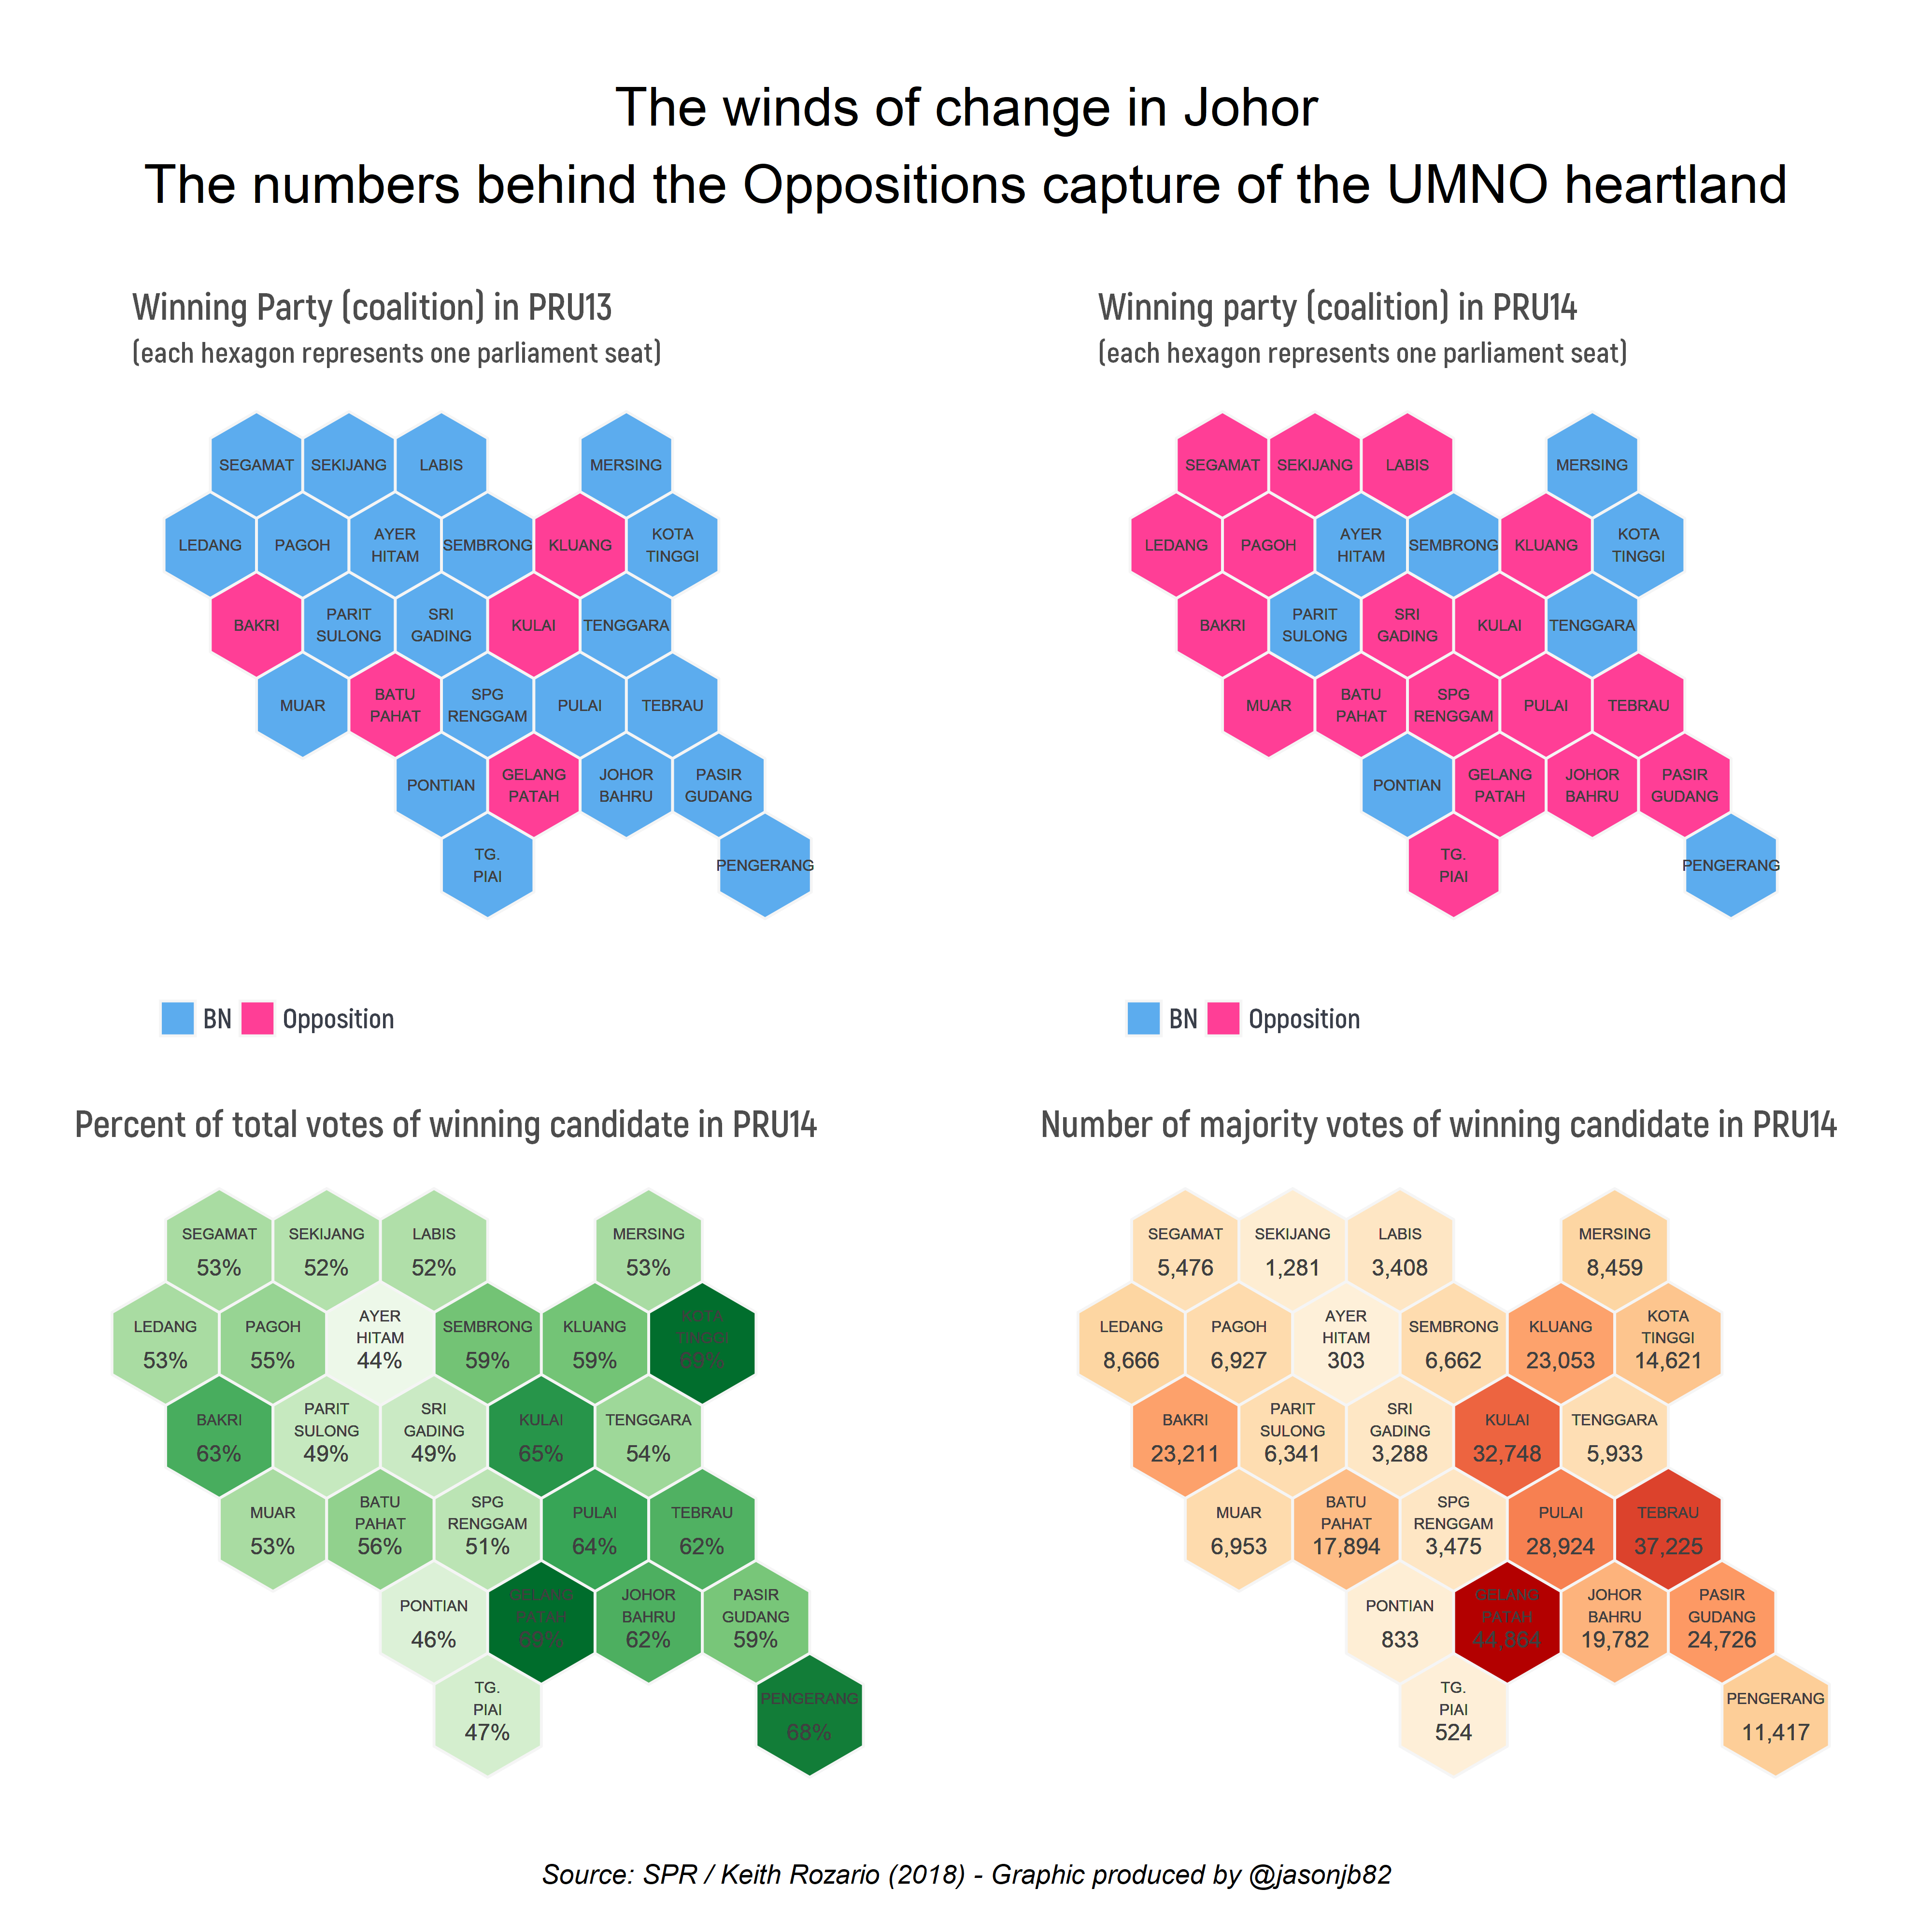 The winds of change in Johor
The numbers behind the Oppositions capture of the UMNO heartland
Winning Party (coalition) in PRU13
(each hexagon represents one parliament seat)
SEGAMAT SEKIJANG LABIS MERSING
LEDANG PAGOH AYER HITAM SEMBRONG KLUANG KOTA TINGGI
BAKRI PARIT SULONG SRI GADING KULAI TENGGARA
MUAR BATU PAHAT SPG RENGGAM PULAI TEBRAU
PONTIAN GELANG PATAH JOHOR BAHRU PASIR GUDANG
TG. PIAI PENGERANG
BN Opposition
Winning party (coalition) in PRU14
(each hexagon represents one parliament seat)
SEGAMAT SEKIJANG LABIS MERSING
LEDANG PAGOH AYER HITAM SEMBRONG KLUANG KOTA TINGGI
BAKRI PARIT SULONG SRI GADING KULAI TENGGARA
MUAR BATU PAHAT SPG RENGGAM PULAI TEBRAU
PONTIAN GELANG PATAH JOHOR BAHRU PASIR GUDANG
TG. PIAI PENGERANG
BN Opposition
Percent of total votes of winning candidate in PRU14
SEGAMAT 53% SEKIJANG 52% LABIS 52% MERSING 53%
LEDANG 53% PAGOH 55% AYER HITAM 44% SEMBRONG 59% KLUANG 59% KOTA TINGGI 69%
BAKRI 63% PARIT SULONG 49% SRI GADING 49% KULAI 65% TENGGARA 54%
MUAR 53% BATU PAHAT 56% SPG RENGGAM 51% PULAI 64% TEBRAU 62%
PONTIAN 46% GELANG PATAH 69% JOHOR BAHRU 62% PASIR GUDANG 59%
TG. PIAI 47% PENGERANG 68%
Number of majority votes of winning candidate in PRU14
SEGAMAT 5,476 SEKIJANG 1,281 LABIS 3,408 MERSING 8,459
LEDANG 8,666 PAGOH 6,927 AYER HITAM 303 SEMBRONG 6,662 KLUANG 23,053 KOTA TINGGI 14,621
BAKRI 23,211 PARIT SULONG 6,341 SRI GADING 3,288 KULAI 32,748 TENGGARA 5,933
MUAR 6,953 BATU PAHAT 17,894 SPG RENGGAM 3,475 PULAI 28,924 TEBRAU 37,225
PONTIAN 833 GELANG PATAH 44,864 JOHOR BAHRU 19,782 PASIR GUDANG 24,726
TG. PIAI 524 PENGERANG 11,417
Source: SPR / Keith Rozario (2018) - Graphic produced by @jasonjb82